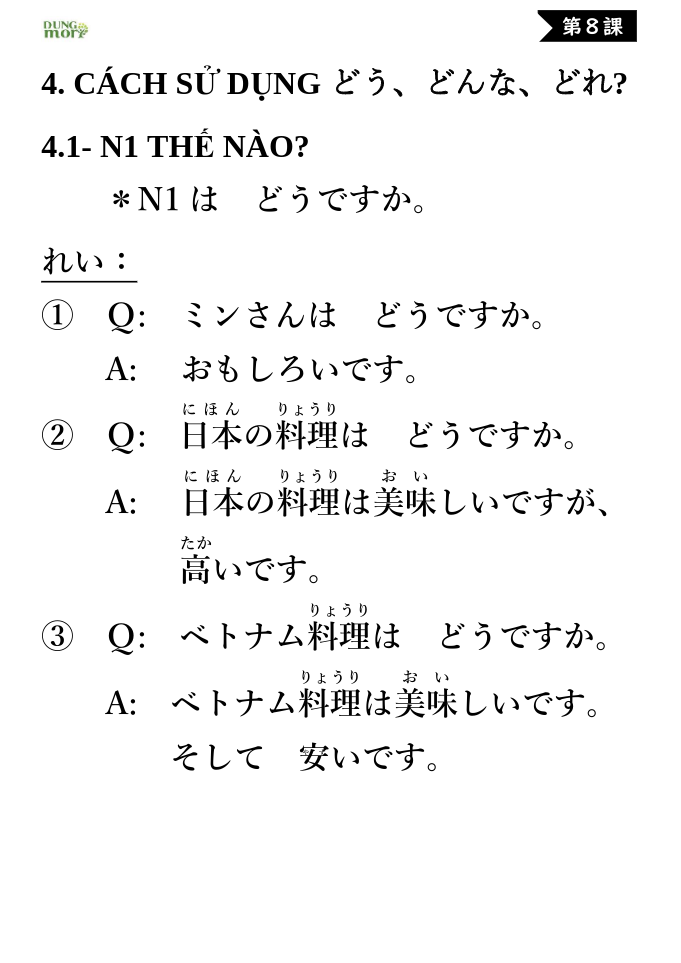 DUNG
mori
第８課
4. CÁCH SỬ DỤNG どう、どんな、どれ?
4.1- N1 THẾ NÀO?
＊N1 は　どうですか。
れい：
①　Q:　ミンさんは　どうですか。
A:　おもしろいです。
にほん　りょうり
②　Q:　日本の料理は　どうですか。
にほん　りょうり　おい
A:　日本の料理は美味しいですが、
たか
高いです。
りょうり
③　Q:　ベトナム料理は　どうですか。
りょうり　おい
A:　ベトナム料理は美味しいです。
そして　安いです。